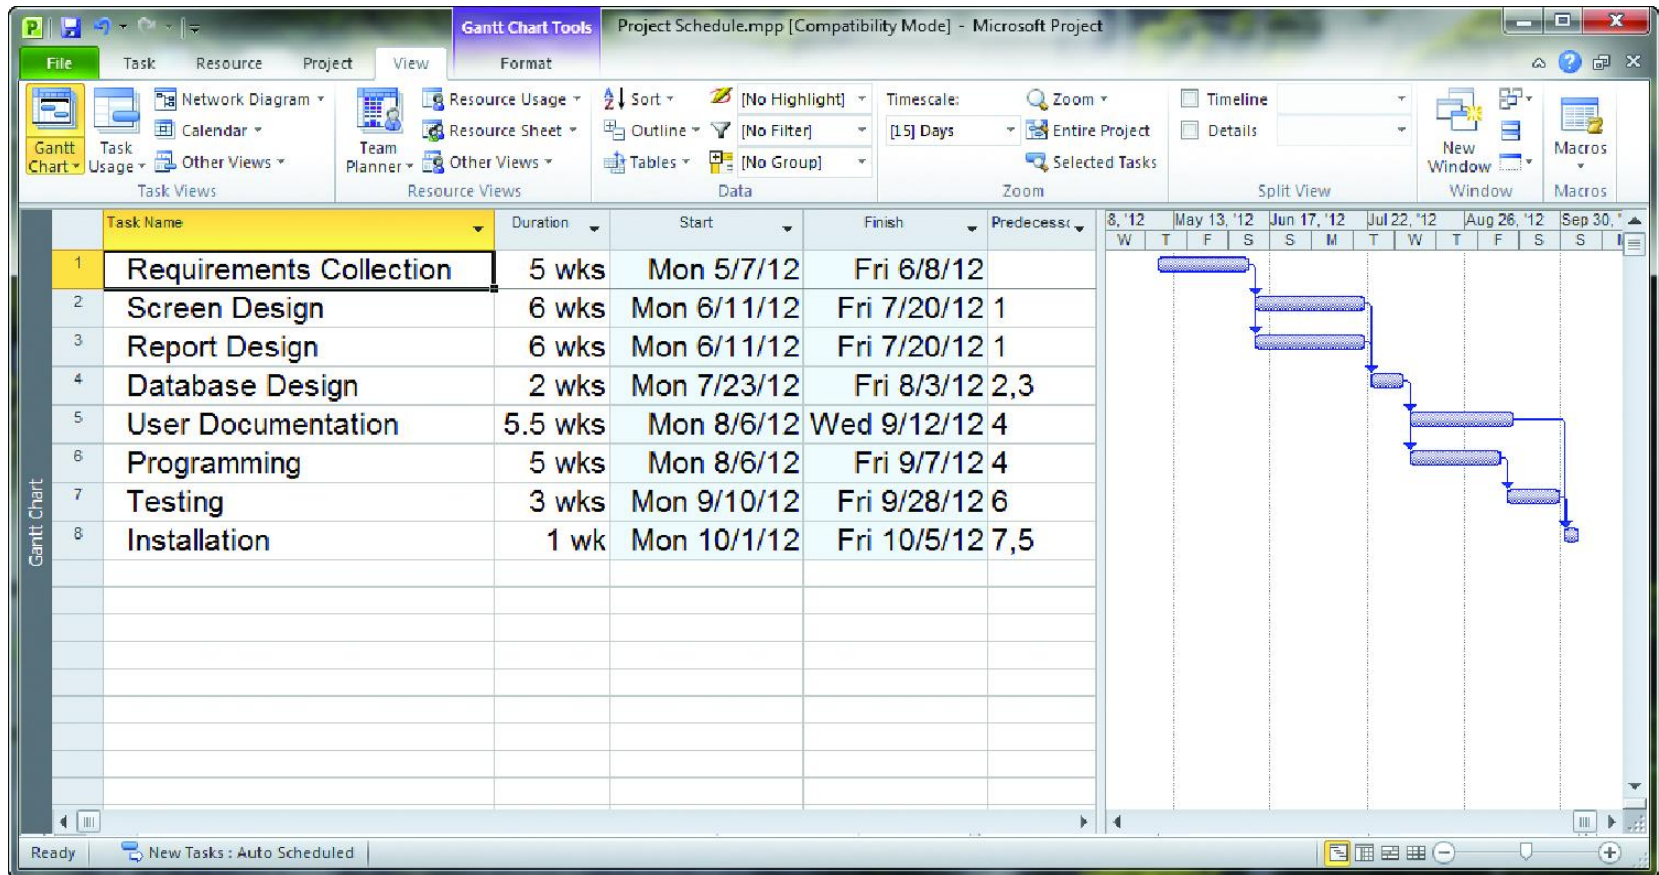 Gantt Chart Tools
Project Schedule.mpp [Compatibility Mode] - Microsoft Project
File Task Resource Project View Format
Gantt Chart
Task Usage
Network Diagram
Calendar
Other Views
Task Views
Team Planner
Resource Usage
Resource Sheet
Other Views
Resource Views
Sort
Outline
Tables
[No Highlight]
[No Filter]
[No Group]
Data
Timescale:
[15] Days
Zoom
Entire Project
Selected Tasks
Zoom
Timeline
Details
Split View
New Window
Window
Macros
Macros
Task Name Duration Start Finish Predecessc
8, '12 May 13, '12 Jun 17, '12 Jul 22, '12 Aug 26, '12 Sep 30, '
W T F S S M T W T F S S
1 Requirements Collection 5 wks Mon 5/7/12 Fri 6/8/12
2 Screen Design 6 wks Mon 6/11/12 Fri 7/20/12 1
3 Report Design 6 wks Mon 6/11/12 Fri 7/20/12 1
4 Database Design 2 wks Mon 7/23/12 Fri 8/3/12 2,3
5 User Documentation 5.5 wks Mon 8/6/12 Wed 9/12/12 4
6 Programming 5 wks Mon 8/6/12 Fri 9/7/12 4
7 Testing 3 wks Mon 9/10/12 Fri 9/28/12 6
8 Installation 1 wk Mon 10/1/12 Fri 10/5/12 7,5
Gantt Chart
Ready New Tasks : Auto Scheduled